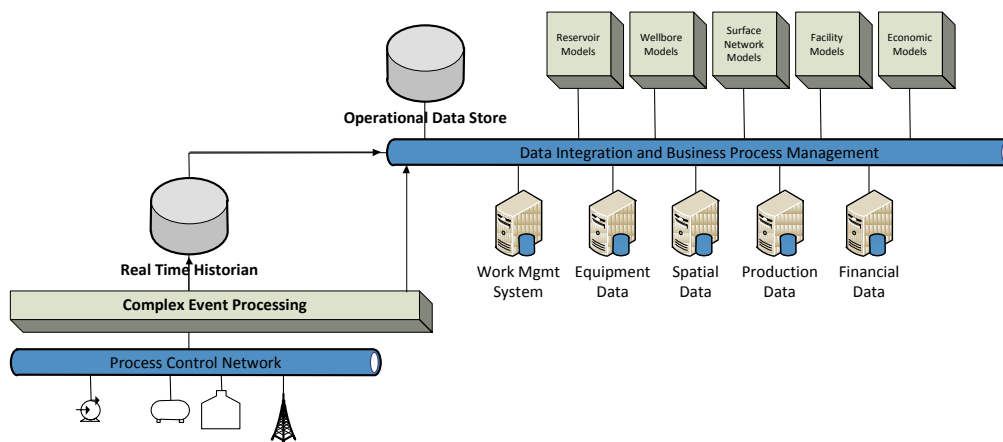 Reservoir
Models
Wellbore
Models
Surface
Network
Models
Facility
Models
Economic
Models
Operational Data Store
Data Integration and Business Process Management
Real Time Historian
Work Mgmt
System
Equipment
Data
Spatial
Data
Production
Data
Financial
Data
Complex Event Processing
Process Control Network